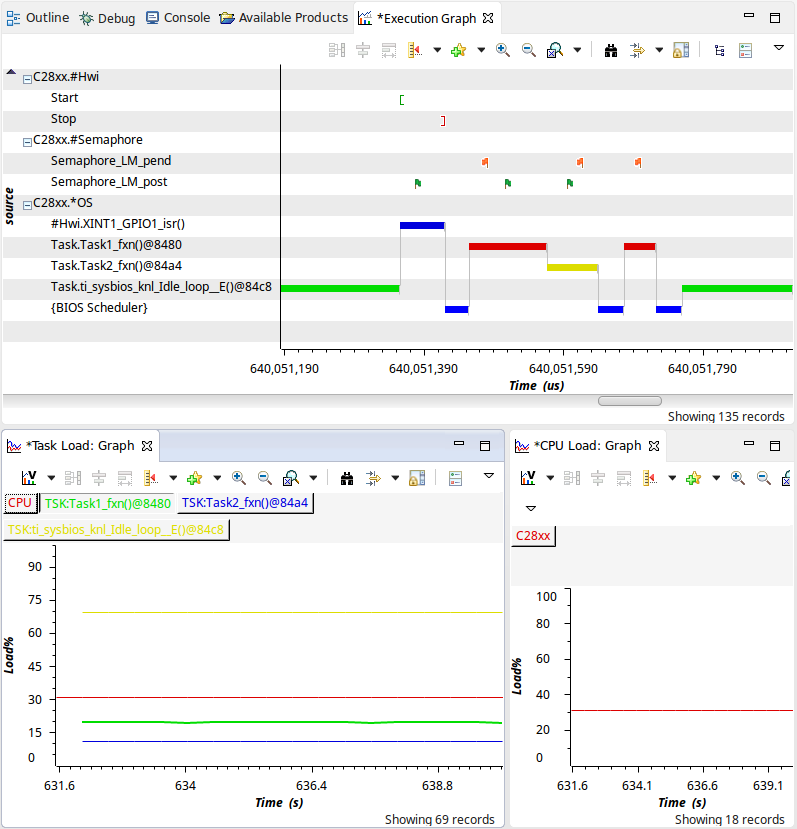 Outline Debug Console Available Products *Execution Graph
C28xx.#Hwi
Start
Stop
C28xx.#Semaphore
Semaphore_LM_pend
Semaphore_LM_post
C28xx.*OS
#Hwi.XINT1_GPIO1_isr()
Task.Task1_fxn()@8480
Task.Task2_fxn()@84a4
Task.ti_sysbios_knl_Idle_loop__E()@84c8
{BIOS Scheduler}
source
640,051,190 640,051,390 640,051,590 640,051,790
Time (us)
Showing 135 records
*Task Load: Graph
CPU TSK:Task1_fxn()@8480 TSK:Task2_fxn()@84a4
TSK:ti_sysbios_knl_Idle_loop__E()@84c8
90
75
60
45
30
15
0
Load%
631.6 634 636.4 638.8
Time (s)
Showing 69 records
*CPU Load: Graph
C28xx
100
80
60
40
20
0
Load%
631.6 634.1 636.6 639.1
Time (s)
Showing 18 records